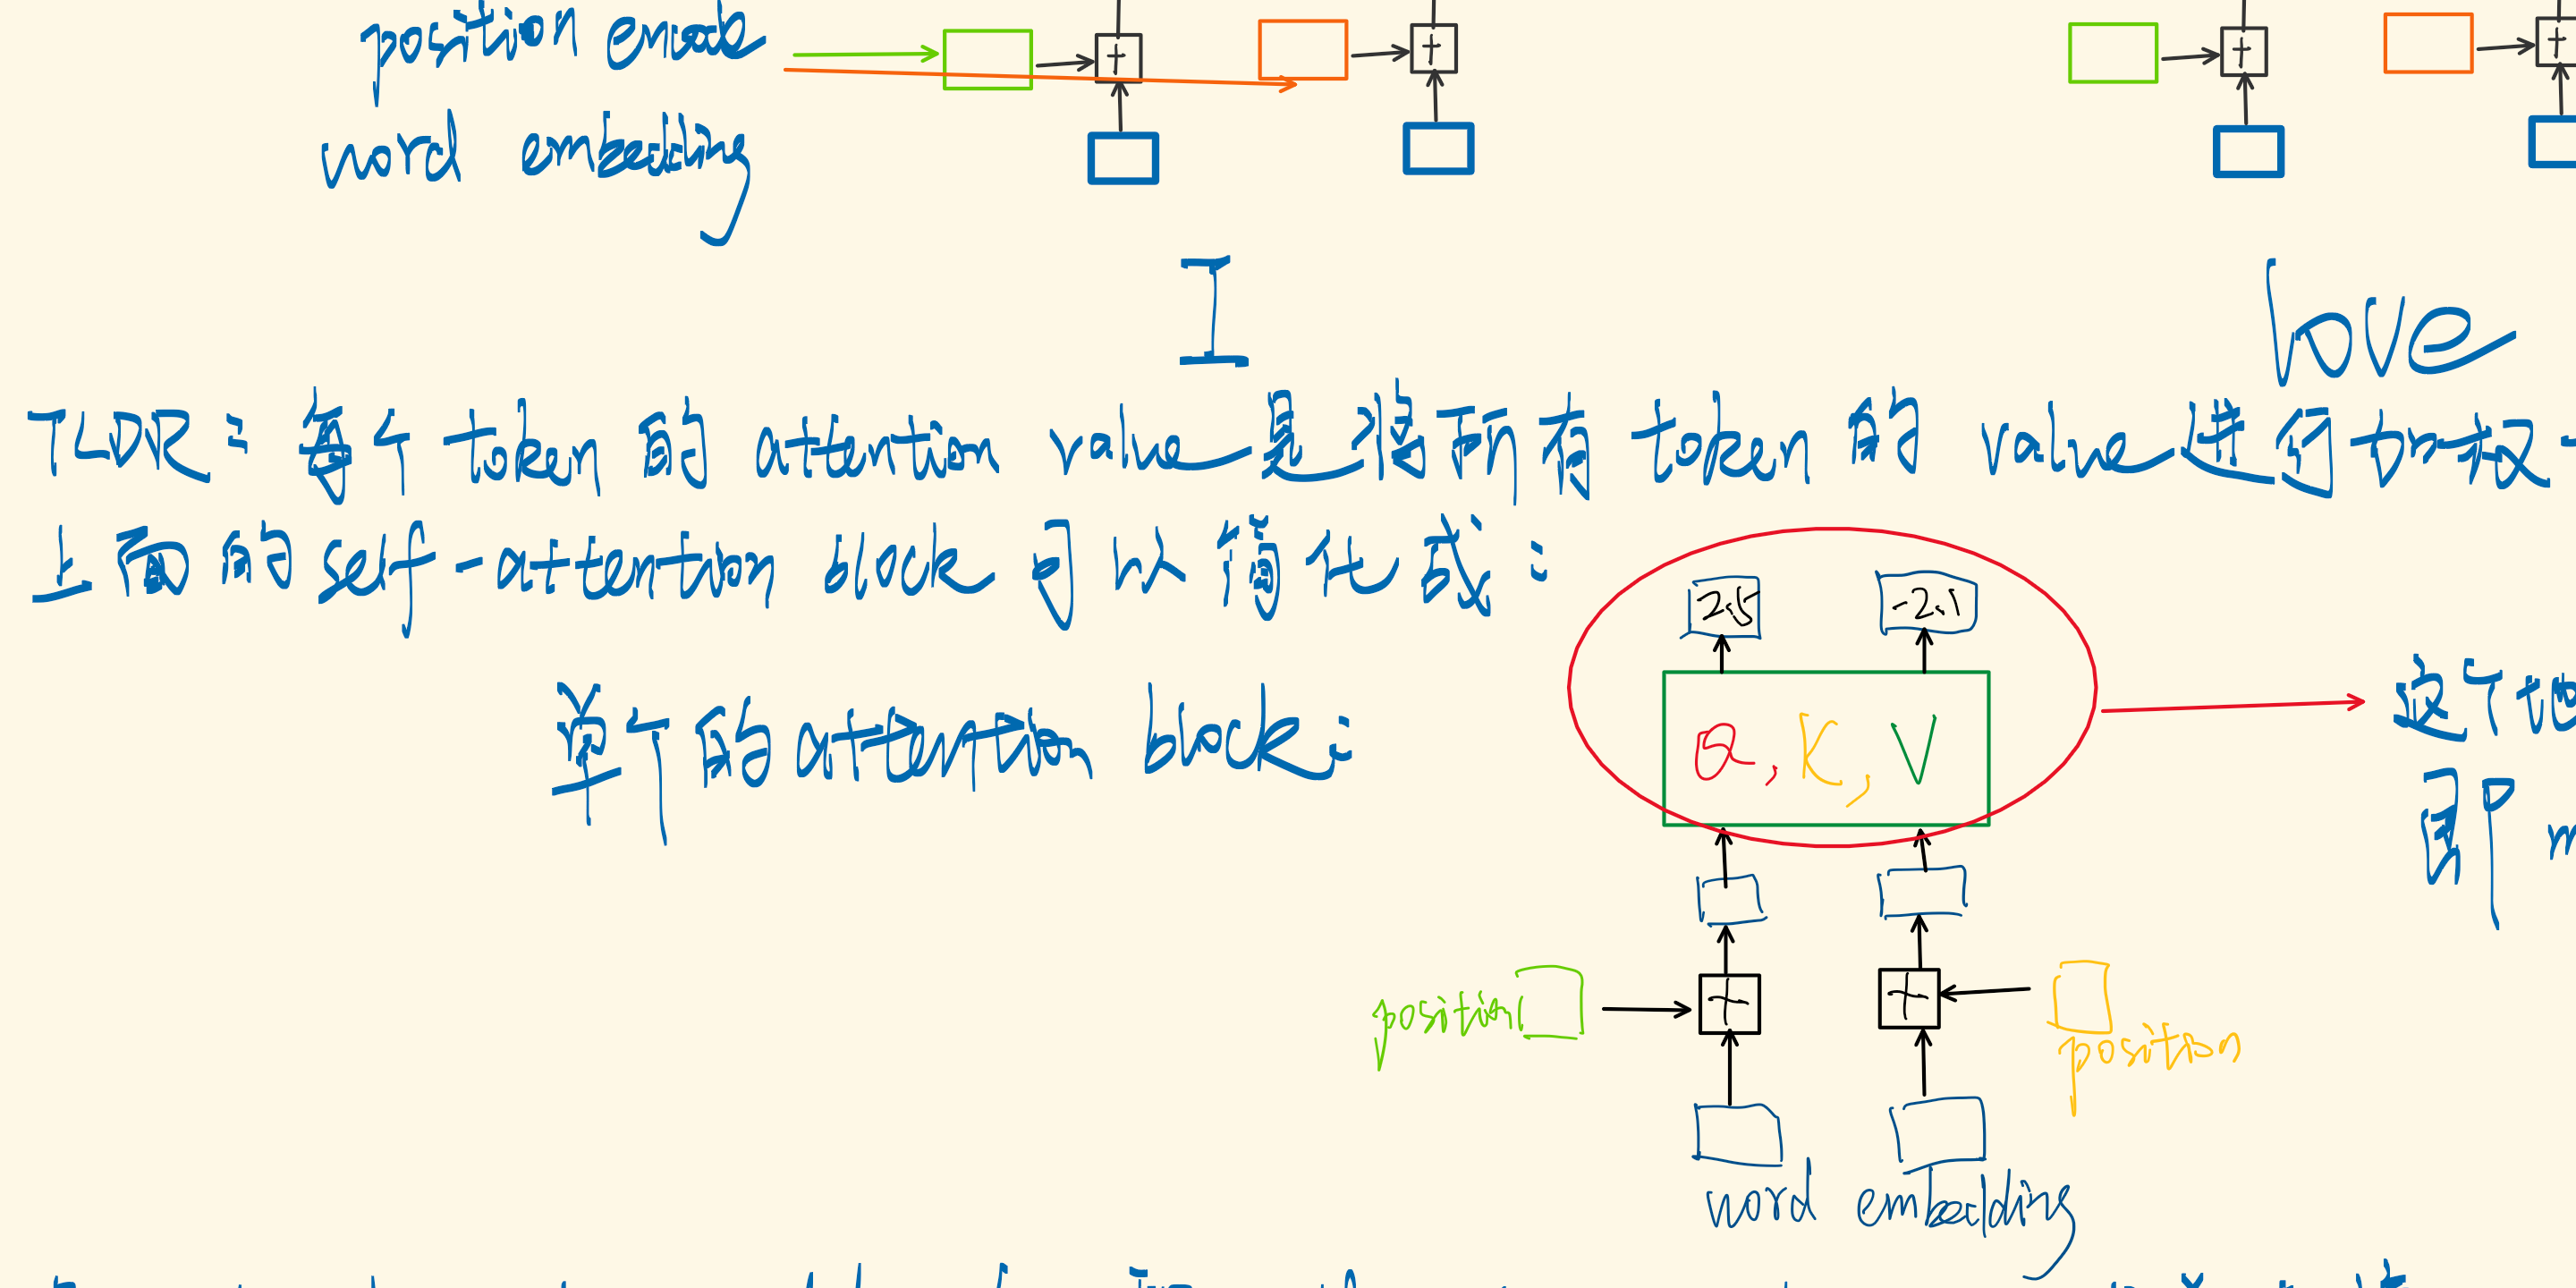 position encode
+ + + +
word embedding
I love
TLDR: 每个 token 的 attention value 是将所有 token 的 value 进行加权
上面的 self-attention block 可以简化成:
2.5 -2.1
单个的 attention block:
Q, K, V
这个
即
position + +
position
word embedding